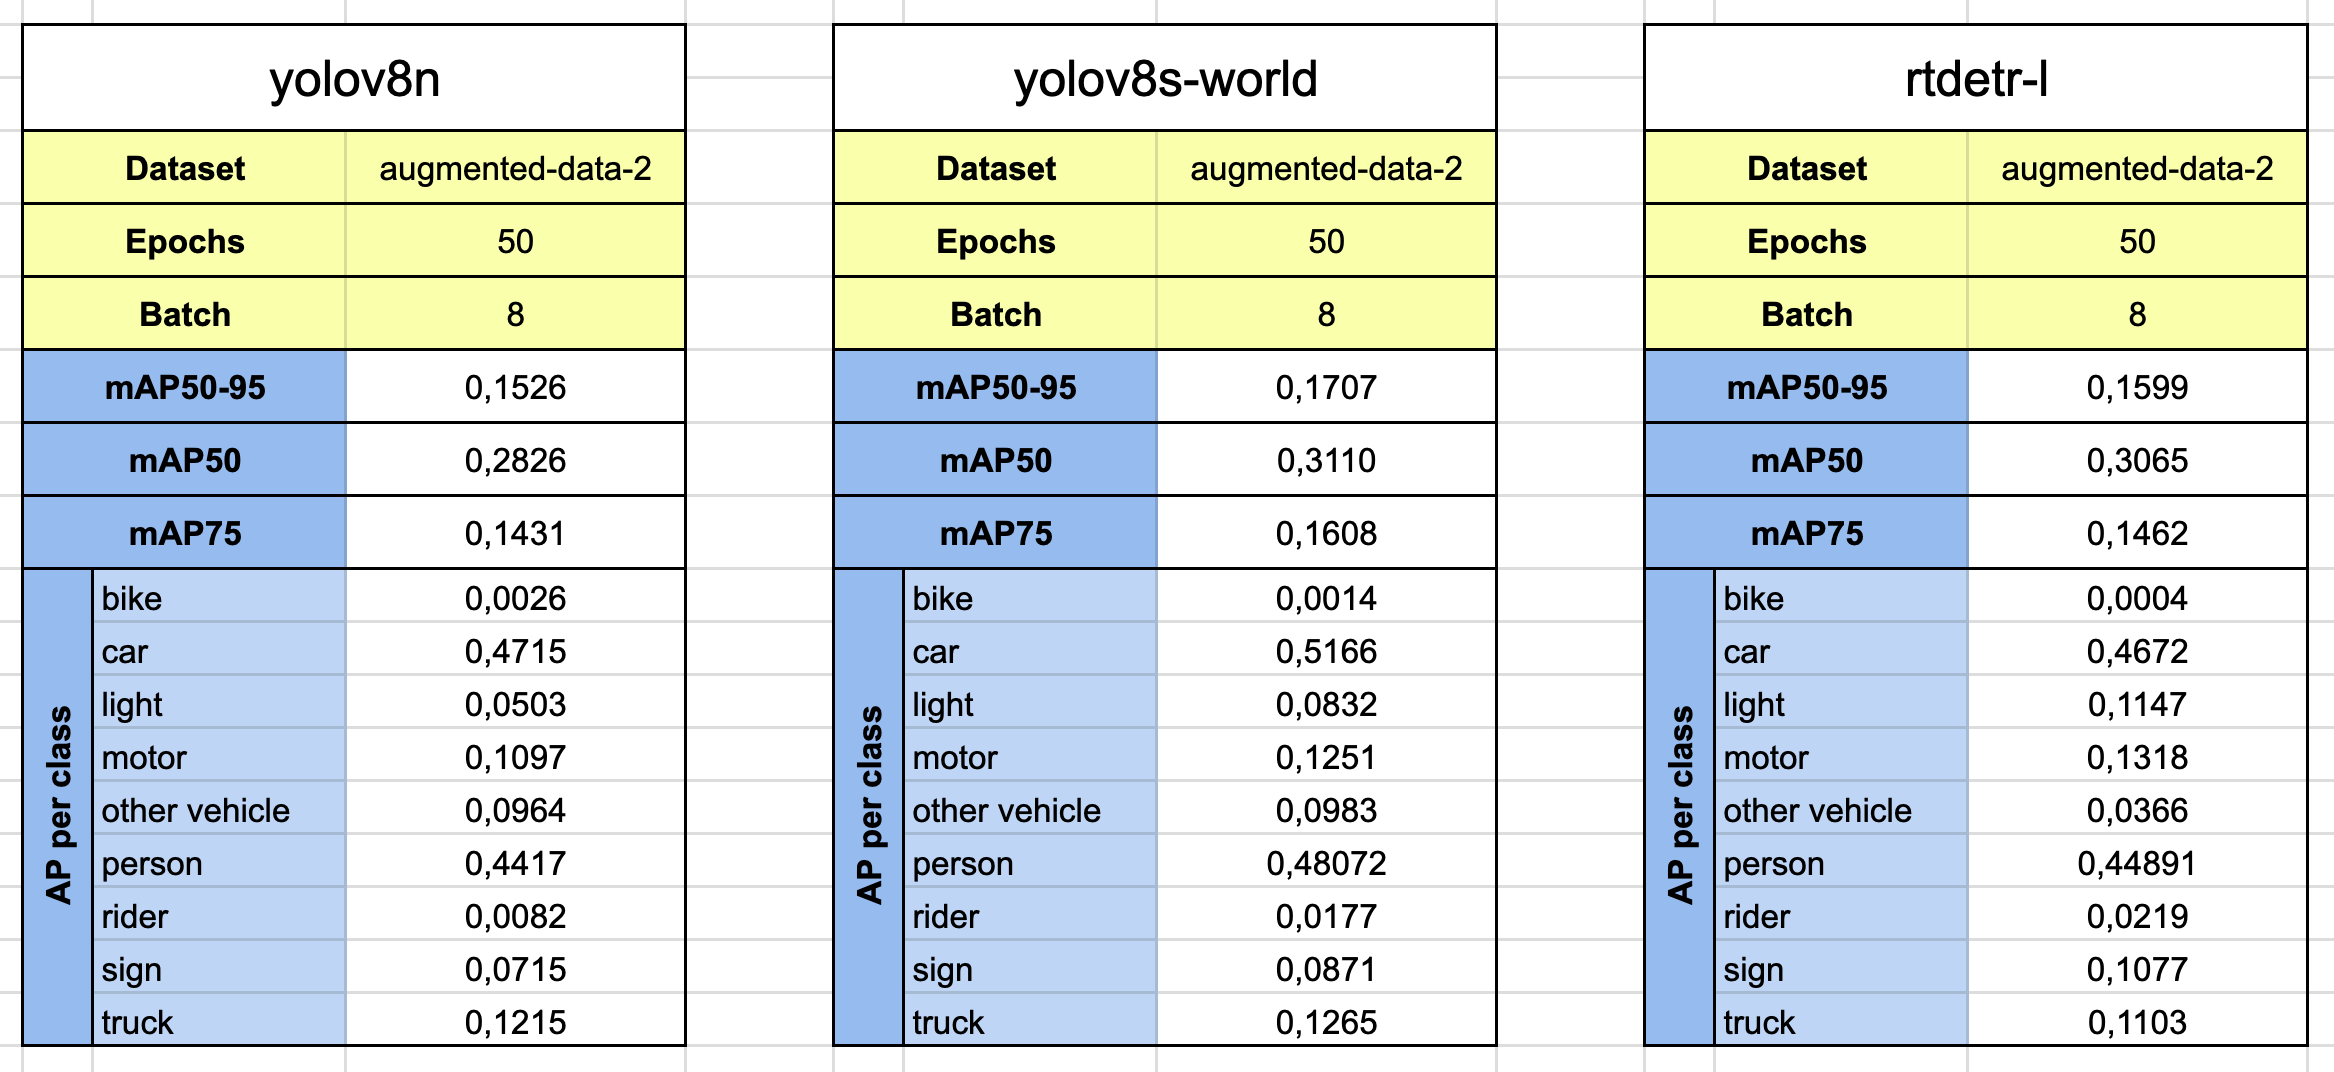 yolov8n
Dataset augmented-data-2
Epochs 50
Batch 8
mAP50-95 0,1526
mAP50 0,2826
mAP75 0,1431
AP per class
bike 0,0026
car 0,4715
light 0,0503
motor 0,1097
other vehicle 0,0964
person 0,4417
rider 0,0082
sign 0,0715
truck 0,1215
yolov8s-world
Dataset augmented-data-2
Epochs 50
Batch 8
mAP50-95 0,1707
mAP50 0,3110
mAP75 0,1608
AP per class
bike 0,0014
car 0,5166
light 0,0832
motor 0,1251
other vehicle 0,0983
person 0,48072
rider 0,0177
sign 0,0871
truck 0,1265
rtdetr-l
Dataset augmented-data-2
Epochs 50
Batch 8
mAP50-95 0,1599
mAP50 0,3065
mAP75 0,1462
AP per class
bike 0,0004
car 0,4672
light 0,1147
motor 0,1318
other vehicle 0,0366
person 0,44891
rider 0,0219
sign 0,1077
truck 0,1103